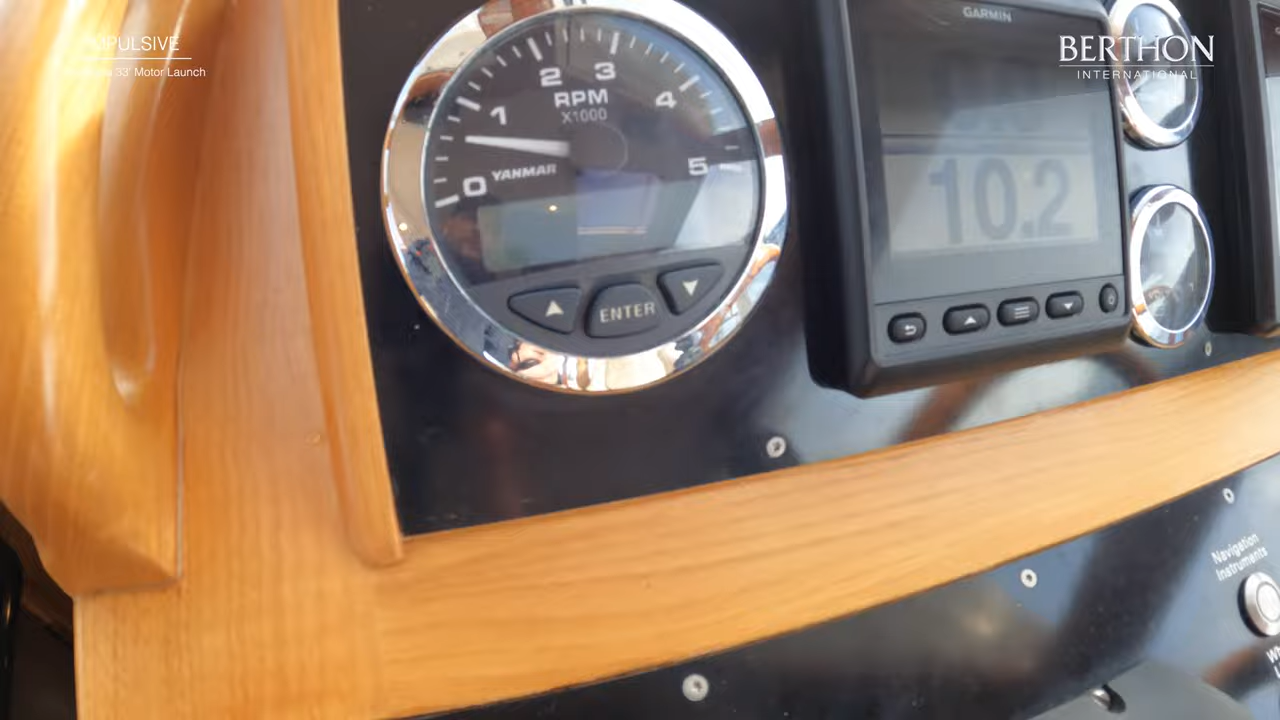 33' Motor Launch
BERTHON
INTERNATIONAL
GARMIN
0
1
2
3
4
5
RPM
X1000
YANMAR
ENTER
10.2
Navigation
Instruments